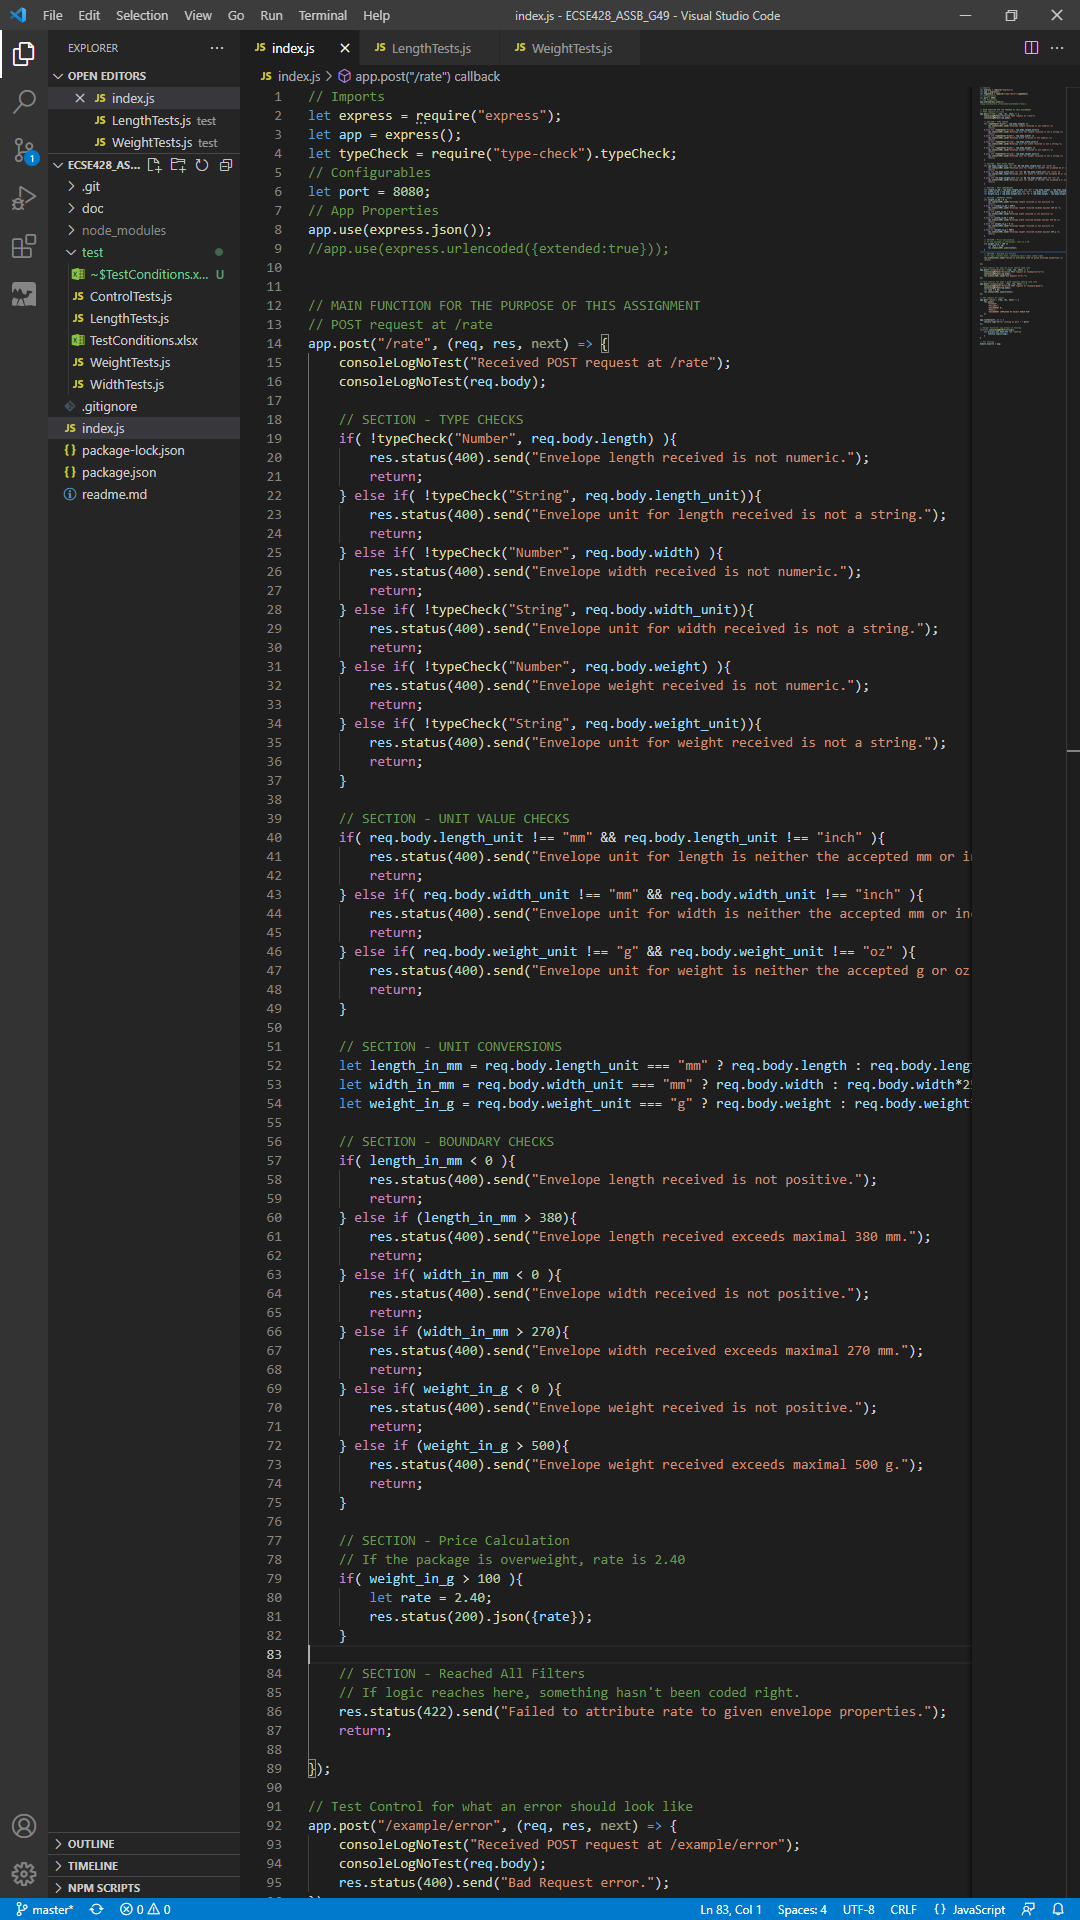 File Edit Selection View Go Run Terminal Help index.js - ECSE428_ASSB_G49 - Visual Studio Code
EXPLORER ···
JS index.js × JS LengthTests.js JS WeightTests.js ···
OPEN EDITORS
× JS index.js
JS LengthTests.js test
JS WeightTests.js test
ECSE428_AS...
.git
doc
node_modules
test
~$TestConditions.x... U
JS ControlTests.js
JS LengthTests.js
TestConditions.xlsx
JS WeightTests.js
JS WidthTests.js
.gitignore
JS index.js
{} package-lock.json
{} package.json
readme.md
OUTLINE
TIMELINE
NPM SCRIPTS
1
JS index.js > app.post("/rate") callback
1 // Imports
2 let express = require("express");
3 let app = express();
4 let typeCheck = require("type-check").typeCheck;
5 // Configurables
6 let port = 8080;
7 // App Properties
8 app.use(express.json());
9 //app.use(express.urlencoded({extended:true}));
10
11
12 // MAIN FUNCTION FOR THE PURPOSE OF THIS ASSIGNMENT
13 // POST request at /rate
14 app.post("/rate", (req, res, next) => {
15     consoleLogNoTest("Received POST request at /rate");
16     consoleLogNoTest(req.body);
17
18     // SECTION - TYPE CHECKS
19     if( !typeCheck("Number", req.body.length) ){
20         res.status(400).send("Envelope length received is not numeric.");
21         return;
22     } else if( !typeCheck("String", req.body.length_unit)){
23         res.status(400).send("Envelope unit for length received is not a string.");
24         return;
25     } else if( !typeCheck("Number", req.body.width) ){
26         res.status(400).send("Envelope width received is not numeric.");
27         return;
28     } else if( !typeCheck("String", req.body.width_unit)){
29         res.status(400).send("Envelope unit for width received is not a string.");
30         return;
31     } else if( !typeCheck("Number", req.body.weight) ){
32         res.status(400).send("Envelope weight received is not numeric.");
33         return;
34     } else if( !typeCheck("String", req.body.weight_unit)){
35         res.status(400).send("Envelope unit for weight received is not a string.");
36         return;
37     }
38
39     // SECTION - UNIT VALUE CHECKS
40     if( req.body.length_unit !== "mm" && req.body.length_unit !== "inch" ){
41         res.status(400).send("Envelope unit for length is neither the accepted mm or in
42         return;
43     } else if( req.body.width_unit !== "mm" && req.body.width_unit !== "inch" ){
44         res.status(400).send("Envelope unit for width is neither the accepted mm or inc
45         return;
46     } else if( req.body.weight_unit !== "g" && req.body.weight_unit !== "oz" ){
47         res.status(400).send("Envelope unit for weight is neither the accepted g or oz
48         return;
49     }
50
51     // SECTION - UNIT CONVERSIONS
52     let length_in_mm = req.body.length_unit === "mm" ? req.body.length : req.body.leng
53     let width_in_mm = req.body.width_unit === "mm" ? req.body.width : req.body.width*2
54     let weight_in_g = req.body.weight_unit === "g" ? req.body.weight : req.body.weight
55
56     // SECTION - BOUNDARY CHECKS
57     if( length_in_mm < 0 ){
58         res.status(400).send("Envelope length received is not positive.");
59         return;
60     } else if (length_in_mm > 380){
61         res.status(400).send("Envelope length received exceeds maximal 380 mm.");
62         return;
63     } else if( width_in_mm < 0 ){
64         res.status(400).send("Envelope width received is not positive.");
65         return;
66     } else if (width_in_mm > 270){
67         res.status(400).send("Envelope width received exceeds maximal 270 mm.");
68         return;
69     } else if( weight_in_g < 0 ){
70         res.status(400).send("Envelope weight received is not positive.");
71         return;
72     } else if (weight_in_g > 500){
73         res.status(400).send("Envelope weight received exceeds maximal 500 g.");
74         return;
75     }
76
77     // SECTION - Price Calculation
78     // If the package is overweight, rate is 2.40
79     if( weight_in_g > 100 ){
80         let rate = 2.40;
81         res.status(200).json({rate});
82     }
83
84     // SECTION - Reached All Filters
85     // If logic reaches here, something hasn't been coded right.
86     res.status(422).send("Failed to attribute rate to given envelope properties.");
87     return;
88
89 });
90
91 // Test Control for what an error should look like
92 app.post("/example/error", (req, res, next) => {
93     consoleLogNoTest("Received POST request at /example/error");
94     consoleLogNoTest(req.body);
95     res.status(400).send("Bad Request error.");
master* 0 0 Ln 83, Col 1 Spaces: 4 UTF-8 CRLF {} JavaScript